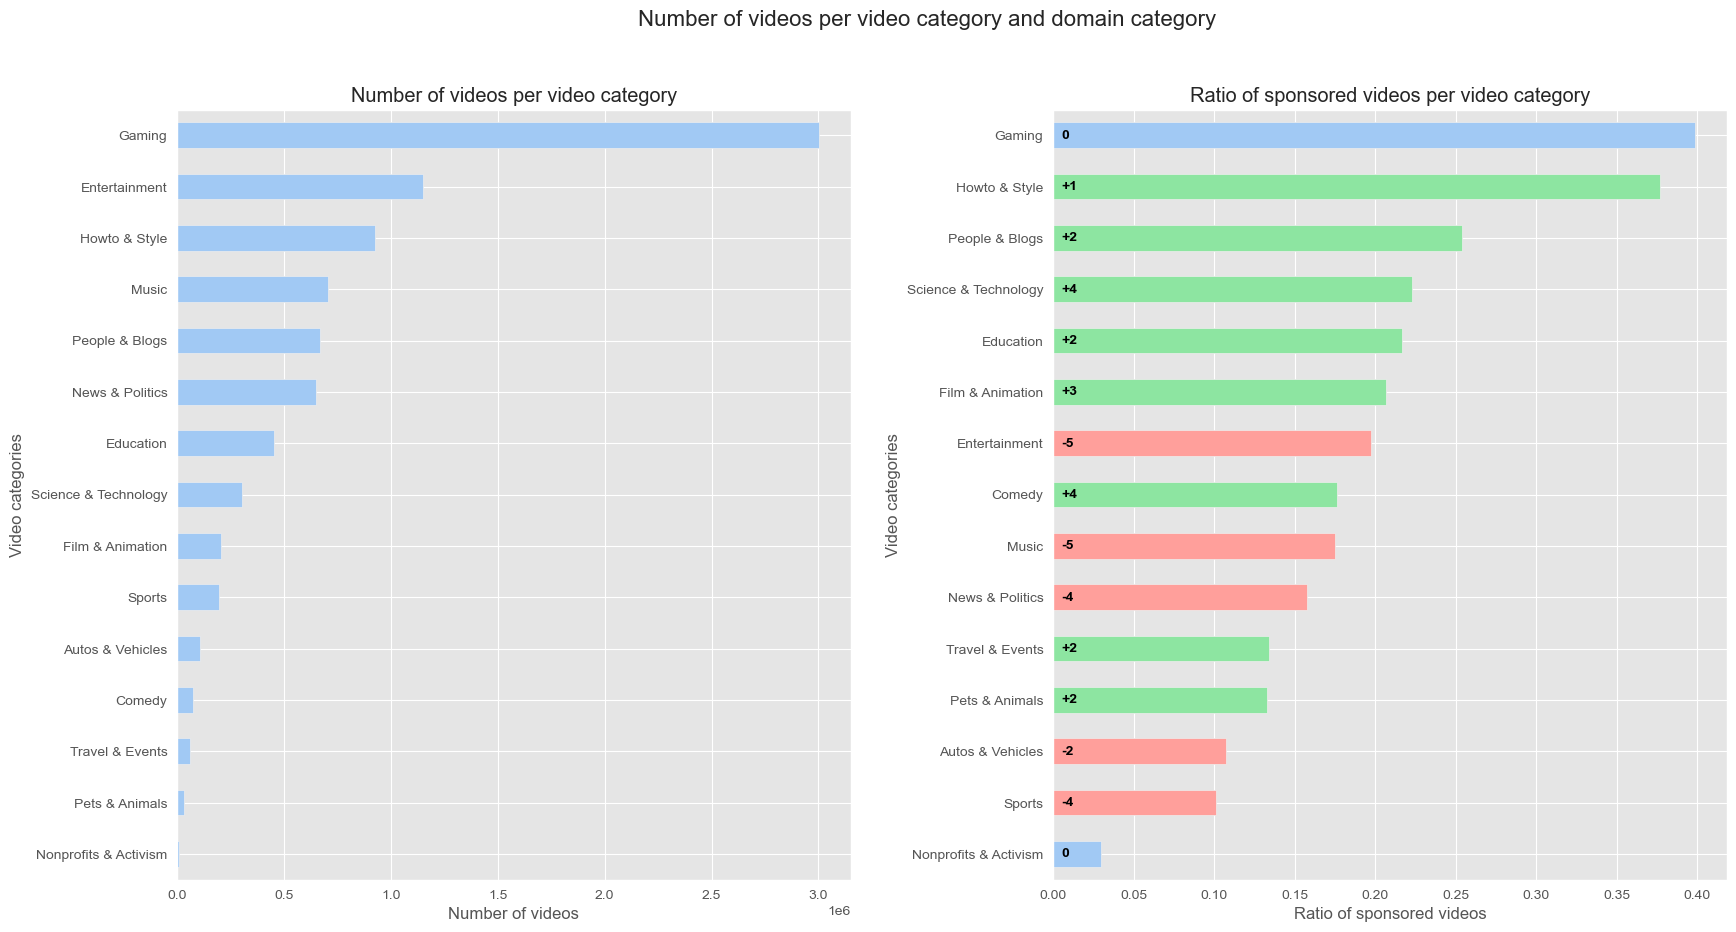 Number of videos per video category and domain category
Number of videos per video category
Video categories
Gaming
Entertainment
Howto & Style
Music
People & Blogs
News & Politics
Education
Science & Technology
Film & Animation
Sports
Autos & Vehicles
Comedy
Travel & Events
Pets & Animals
Nonprofits & Activism
0.0 0.5 1.0 1.5 2.0 2.5 3.0
1e6
Number of videos
Ratio of sponsored videos per video category
Video categories
Gaming 0
Howto & Style +1
People & Blogs +2
Science & Technology +4
Education +2
Film & Animation +3
Entertainment -5
Comedy +4
Music -5
News & Politics -4
Travel & Events +2
Pets & Animals +2
Autos & Vehicles -2
Sports -4
Nonprofits & Activism 0
0.00 0.05 0.10 0.15 0.20 0.25 0.30 0.35 0.40
Ratio of sponsored videos